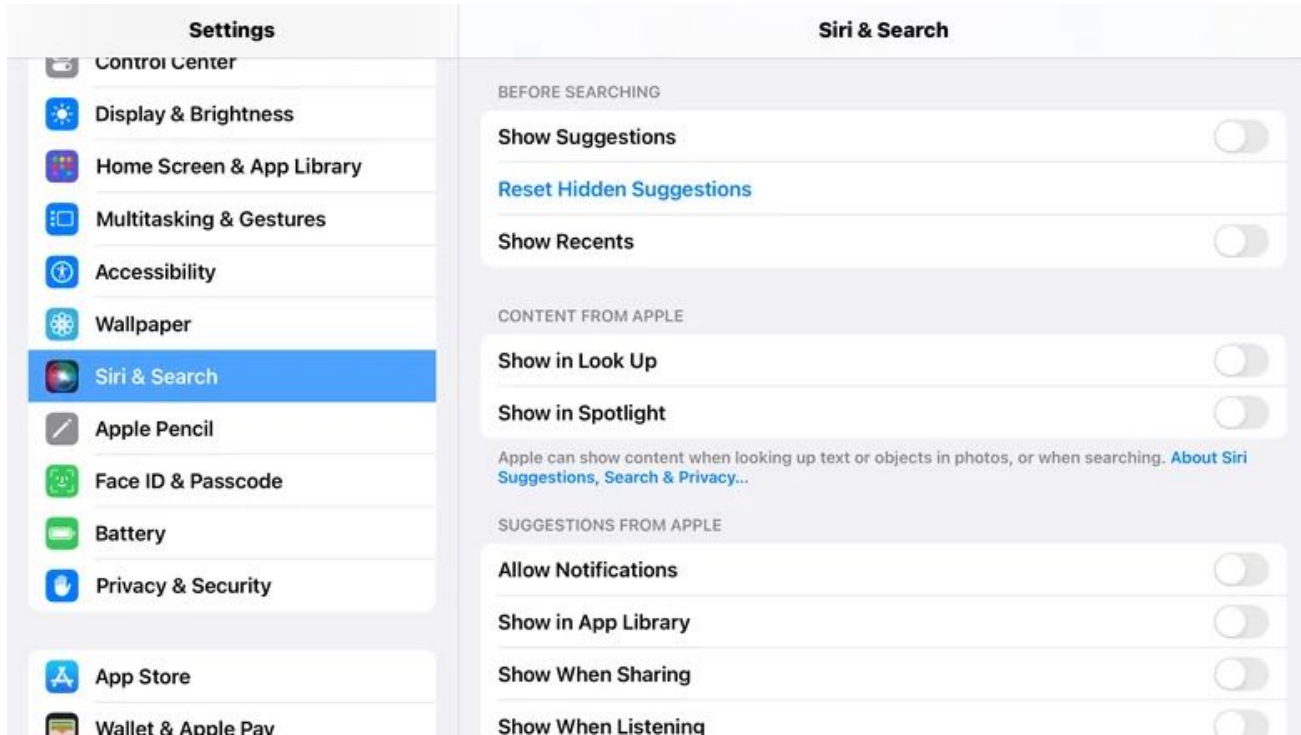 Settings
Control Center
Display & Brightness
Home Screen & App Library
Multitasking & Gestures
Accessibility
Wallpaper
Siri & Search
Apple Pencil
Face ID & Passcode
Battery
Privacy & Security
App Store
Wallet & Apple Pay
Siri & Search
BEFORE SEARCHING
Show Suggestions
Reset Hidden Suggestions
Show Recents
CONTENT FROM APPLE
Show in Look Up
Show in Spotlight
Apple can show content when looking up text or objects in photos, or when searching. About Siri
Suggestions, Search & Privacy...
SUGGESTIONS FROM APPLE
Allow Notifications
Show in App Library
Show When Sharing
Show When Listening